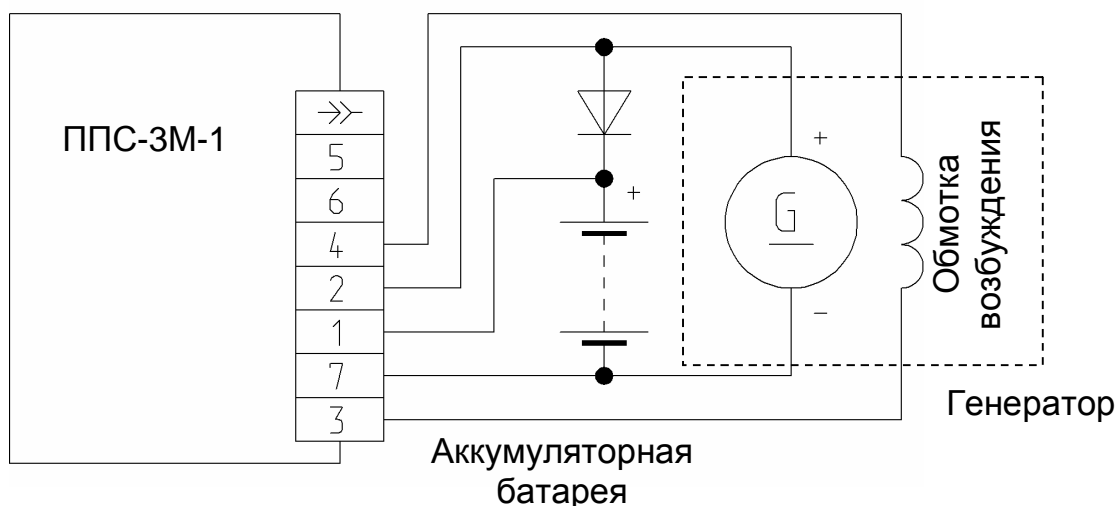 ППС-3М-1
5
6
4
2
1
7
3
+
+
G
–
Обмотка
возбуждения
Генератор
Аккумуляторная
батарея